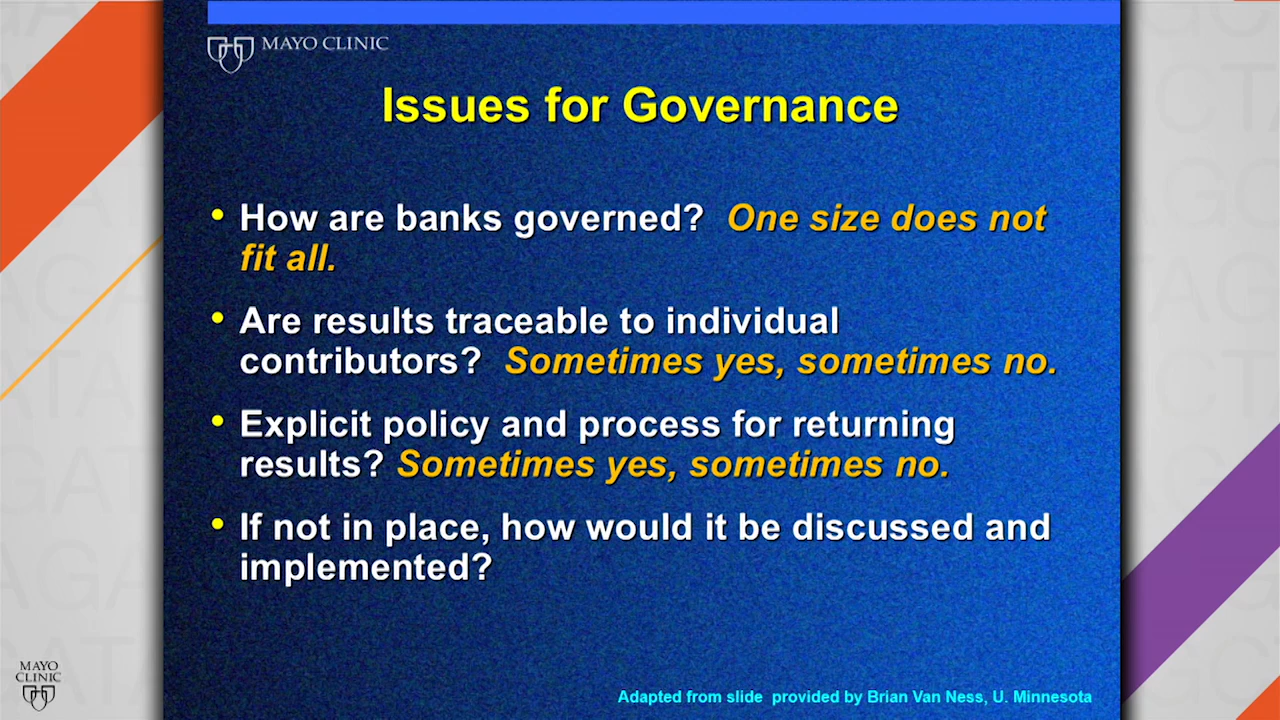 MAYO CLINIC
Issues for Governance
• How are banks governed? One size does not
fit all.
• Are results traceable to individual
contributors? Sometimes yes, sometimes no.
• Explicit policy and process for returning
results? Sometimes yes, sometimes no.
• If not in place, how would it be discussed and
implemented?
Adapted from slide provided by Brian Van Ness, U. Minnesota
MAYO
CLINIC